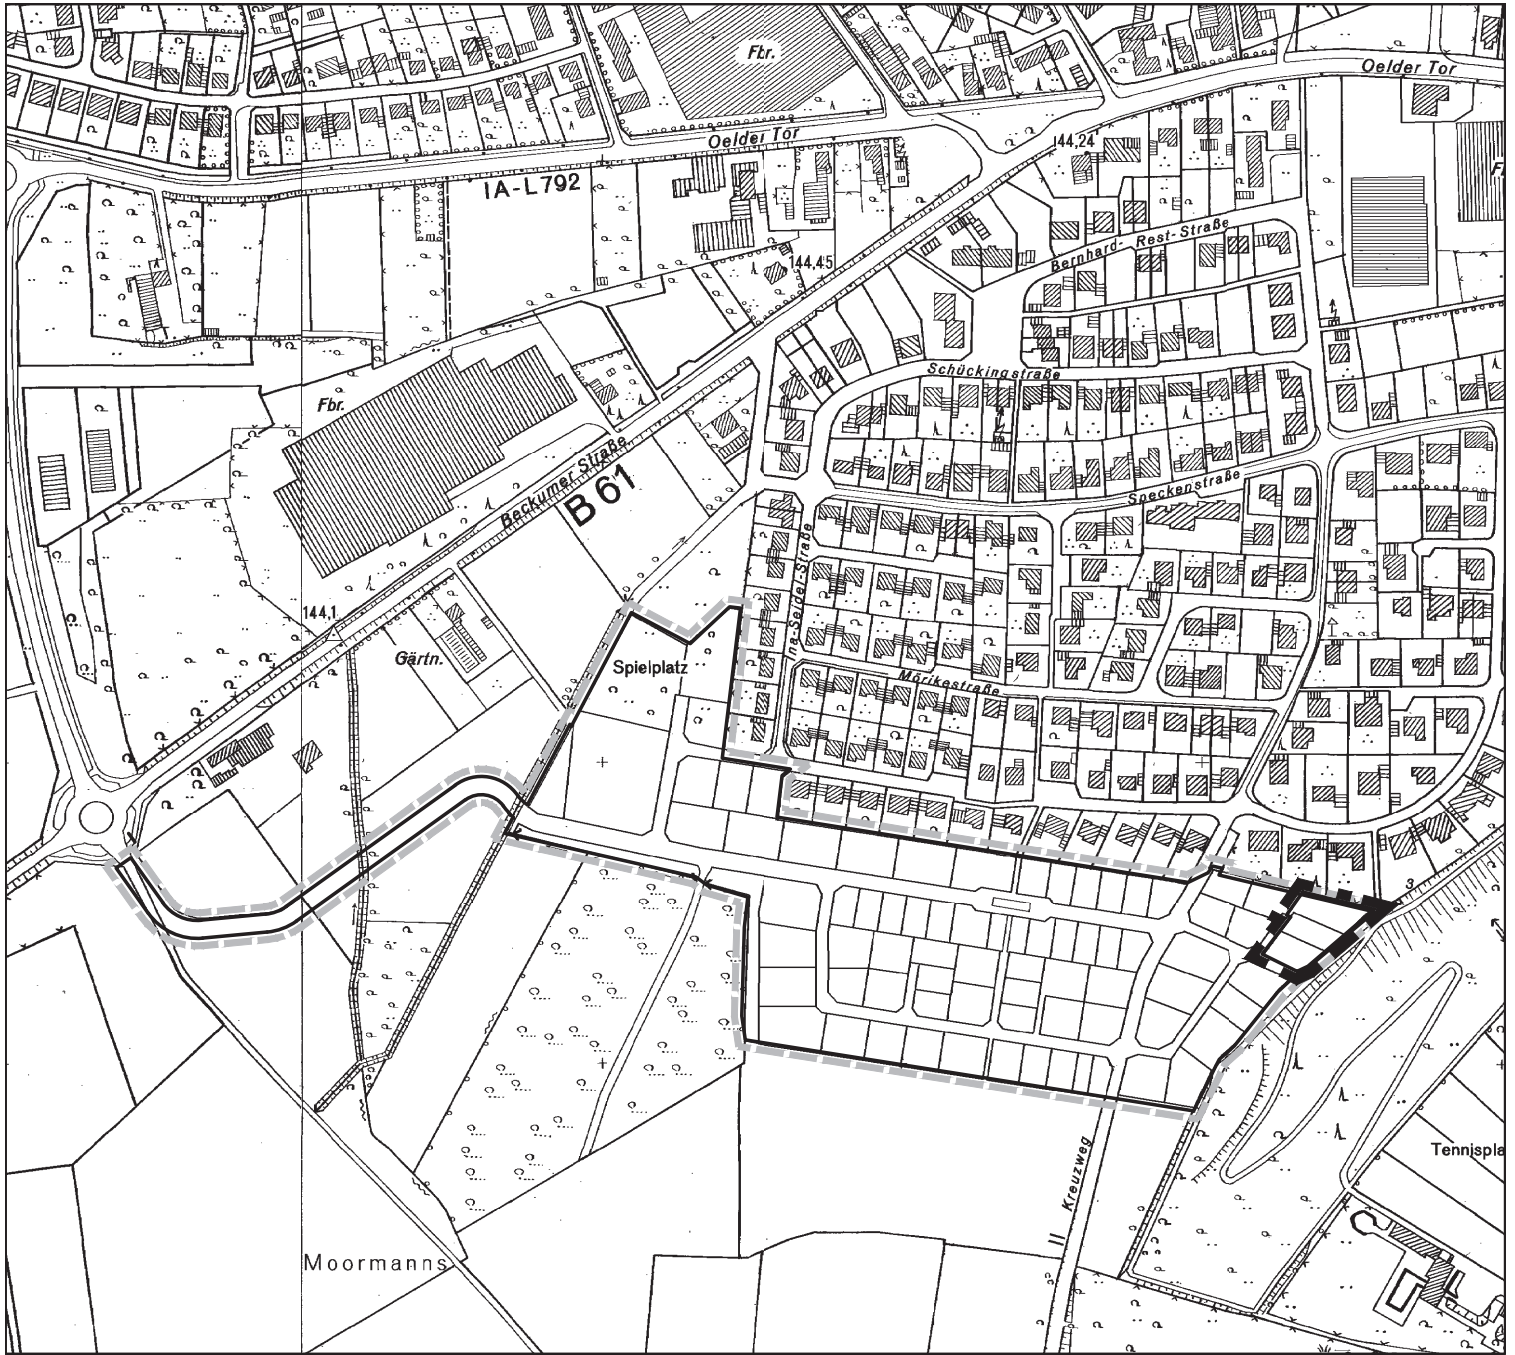 Fbr.
Oelder Tor
Oelder Tor
144,24
IA-L792
Bernhard-Rest-Straße
144,45
Schückingstraße
Fbr.
Beckumer Straße
B 61
Speckenstraße
Ina-Seidel-Straße
144,1
Gärtn.
Spielplatz
Mörikestraße
3
Kreuzweg
Tennispla
Moormanns